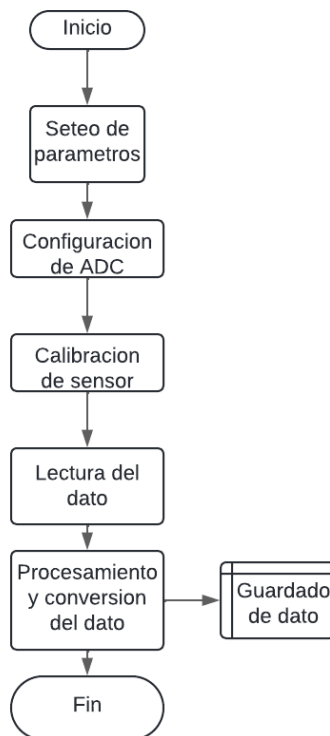 Inicio
Seteo de
parametros
Configuracion
de ADC
Calibracion
de sensor
Lectura del
dato
Procesamiento
y conversion
del dato
Guardado
de dato
Fin